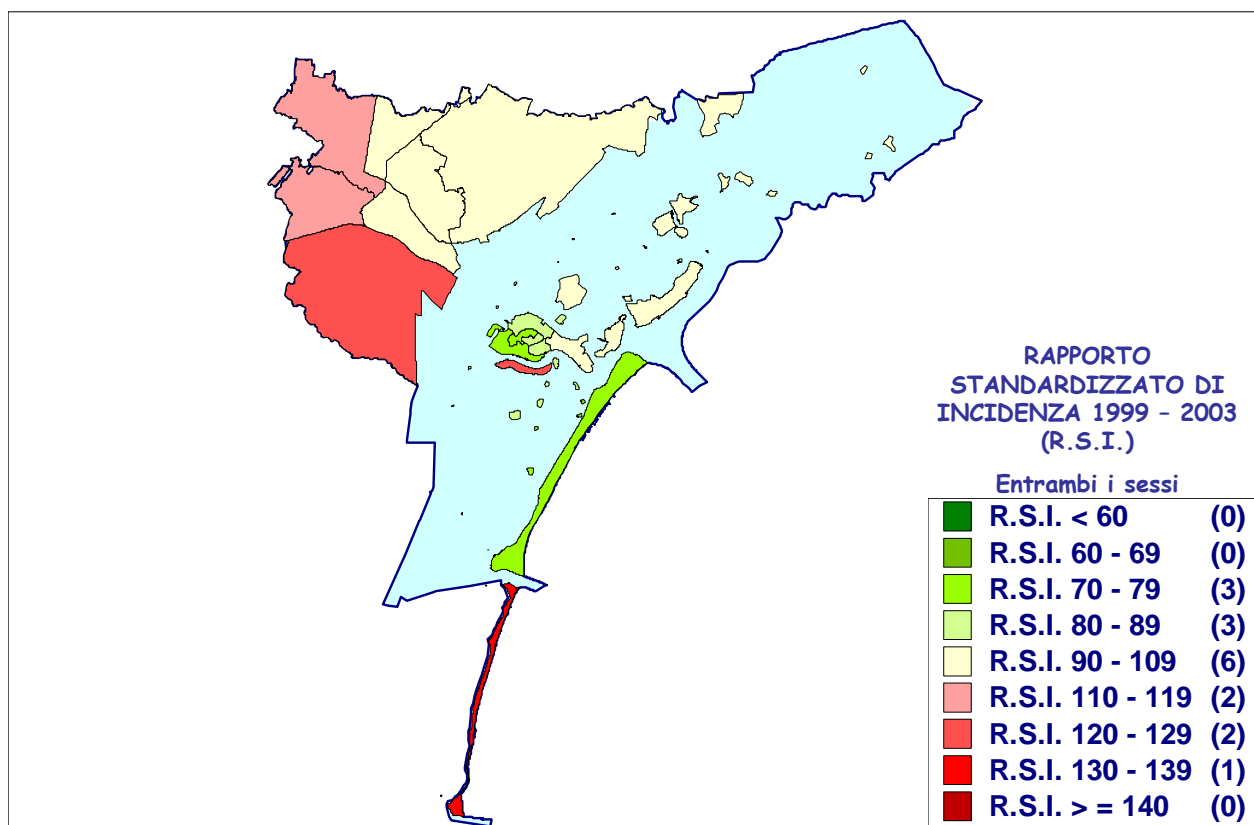 RAPPORTO
STANDARDIZZATO DI
INCIDENZA 1999 – 2003
(R.S.I.)
Entrambi i sessi
R.S.I. < 60 (0)
R.S.I. 60 - 69 (0)
R.S.I. 70 - 79 (3)
R.S.I. 80 - 89 (3)
R.S.I. 90 - 109 (6)
R.S.I. 110 - 119 (2)
R.S.I. 120 - 129 (2)
R.S.I. 130 - 139 (1)
R.S.I. > = 140 (0)